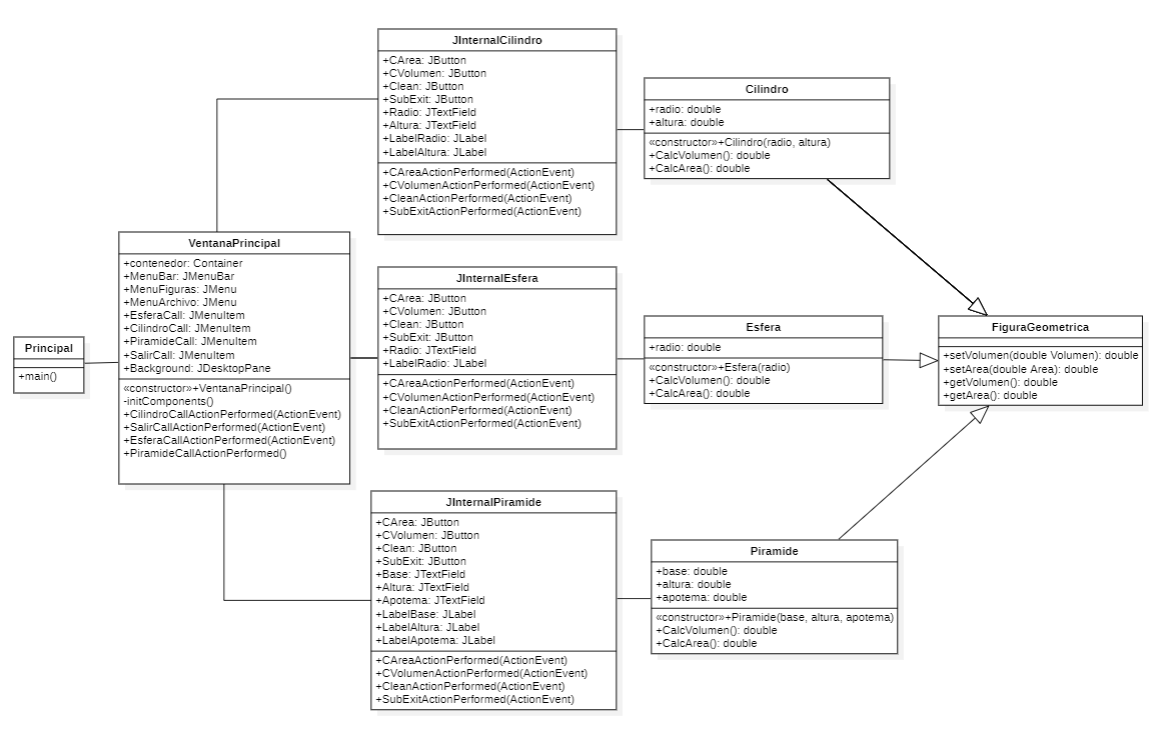 Principal
+main()
VentanaPrincipal
+contenedor: Container
+MenuBar: JMenuBar
+MenuFiguras: JMenu
+MenuArchivo: JMenu
+EsferaCall: JMenuItem
+CilindroCall: JMenuItem
+PiramideCall: JMenuItem
+SalirCall: JMenuItem
+Background: JDesktopPane
«constructor»+VentanaPrincipal()
-initComponents()
+CilindroCallActionPerformed(ActionEvent)
+SalirCallActionPerformed(ActionEvent)
+EsferaCallActionPerformed(ActionEvent)
+PiramideCallActionPerformed()
JInternalCilindro
+CArea: JButton
+CVolumen: JButton
+Clean: JButton
+SubExit: JButton
+Radio: JTextField
+Altura: JTextField
+LabelRadio: JLabel
+LabelAltura: JLabel
+CAreaActionPerformed(ActionEvent)
+CVolumenActionPerformed(ActionEvent)
+CleanActionPerformed(ActionEvent)
+SubExitActionPerformed(ActionEvent)
JInternalEsfera
+CArea: JButton
+CVolumen: JButton
+Clean: JButton
+SubExit: JButton
+Radio: JTextField
+LabelRadio: JLabel
+CAreaActionPerformed(ActionEvent)
+CVolumenActionPerformed(ActionEvent)
+CleanActionPerformed(ActionEvent)
+SubExitActionPerformed(ActionEvent)
JInternalPiramide
+CArea: JButton
+CVolumen: JButton
+Clean: JButton
+SubExit: JButton
+Base: JTextField
+Altura: JTextField
+Apotema: JTextField
+LabelBase: JLabel
+LabelAltura: JLabel
+LabelApotema: JLabel
+CAreaActionPerformed(ActionEvent)
+CVolumenActionPerformed(ActionEvent)
+CleanActionPerformed(ActionEvent)
+SubExitActionPerformed(ActionEvent)
Cilindro
+radio: double
+altura: double
«constructor»+Cilindro(radio, altura)
+CalcVolumen(): double
+CalcArea(): double
Esfera
+radio: double
«constructor»+Esfera(radio)
+CalcVolumen(): double
+CalcArea(): double
Piramide
+base: double
+altura: double
+apotema: double
«constructor»+Piramide(base, altura, apotema)
+CalcVolumen(): double
+CalcArea(): double
FiguraGeometrica
+setVolumen(double Volumen): double
+setArea(double Area): double
+getVolumen(): double
+getArea(): double